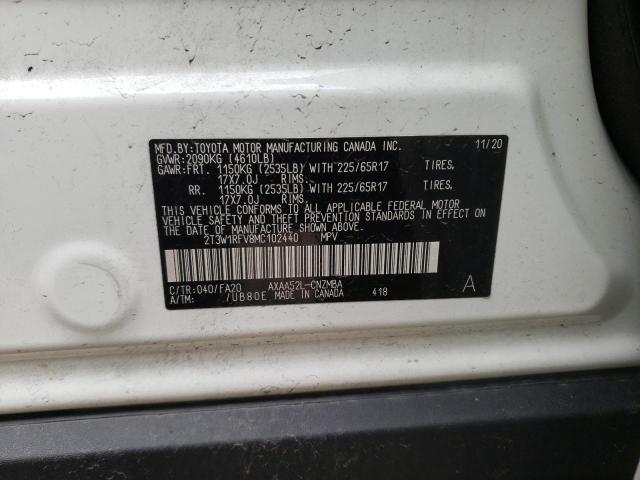 MFD.BY:TOYOTA MOTOR MANUFACTURING CANADA INC. 11/20
GVWR:2090KG (4610LB)
GAWR:FRT. 1150KG (2535LB) WITH 225/65R17 TIRES.
17X7.0J RIMS.
RR. 1150KG (2535LB) WITH 225/65R17 TIRES.
17X7.0J RIMS.
THIS VEHICLE CONFORMS TO ALL APPLICABLE FEDERAL MOTOR
VEHICLE SAFETY AND THEFT PREVENTION STANDARDS IN EFFECT
ON THE DATE OF MANUFACTURE SHOWN ABOVE.
2T3W1RFV8MC102440 MPV
C/TR:040/FA20 AXAA52L-CNZMBA
A/TM: /UB80E MADE IN CANADA 418 A